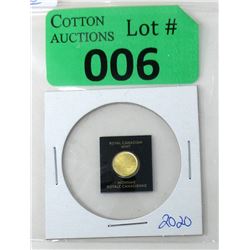 COTTON
AUCTIONS
Lot #
006
ROYAL CANADIAN
MINT
MONNAIE
ROYALE CANADIENNE
2020